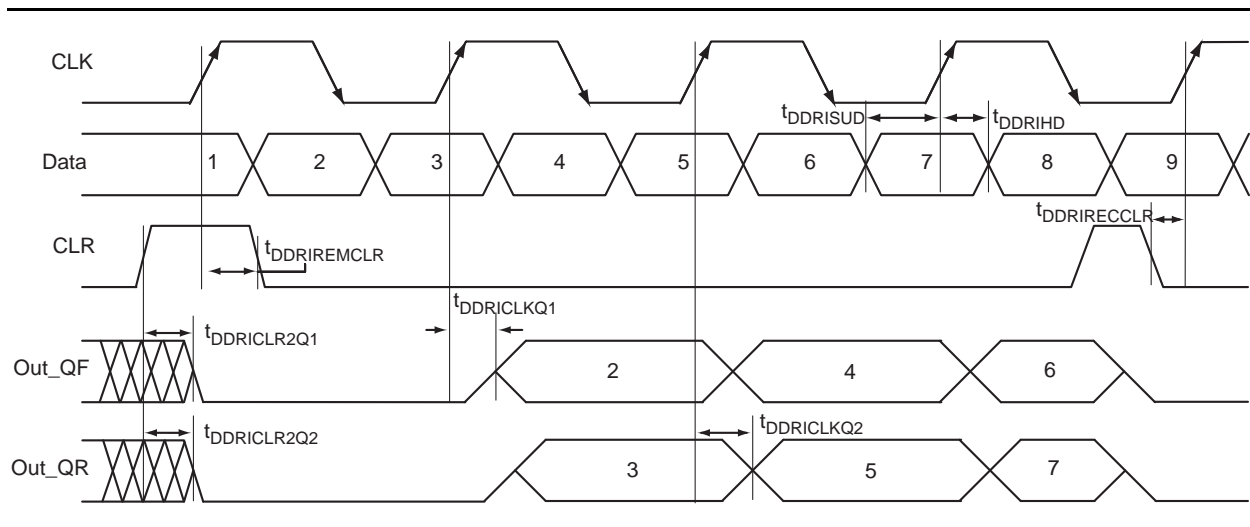 CLK
tDDRISUD tDDRIHD
Data 1 2 3 4 5 6 7 8 9
tDDRIRECCLR
CLR
tDDRIREMCLR
tDDRICLKQ1
tDDRICLR2Q1
Out_QF 2 4 6
tDDRICLR2Q2 tDDRICLKQ2
Out_QR 3 5 7